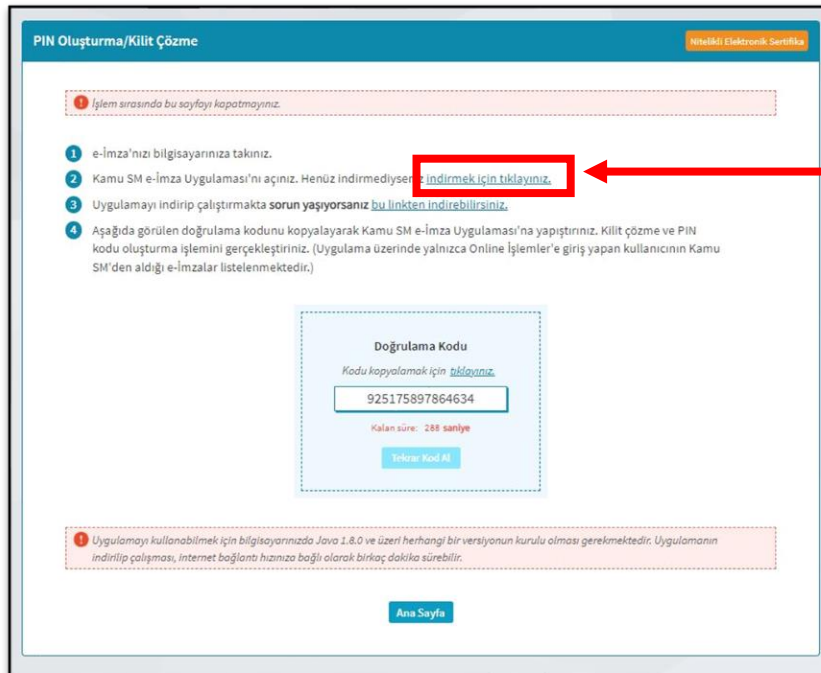 PIN Oluşturma/Kilit Çözme
Nitelikli Elektronik Sertifika
İşlem sırasında bu sayfayı kapatmayınız.
1 e-İmza'nızı bilgisayarınıza takınız.
2 Kamu SM e-İmza Uygulaması'nı açınız. Henüz indirmediyseniz indirmek için tıklayınız.
3 Uygulamayı indirip çalıştırmakta sorun yaşıyorsanız bu linkten indirebilirsiniz.
4 Aşağıda görülen doğrulama kodunu kopyalayarak Kamu SM e-İmza Uygulaması'na yapıştırınız. Kilit çözme ve PIN
kodu oluşturma işlemini gerçekleştiriniz. (Uygulama üzerinde yalnızca Online İşlemler'e giriş yapan kullanıcının Kamu
SM'den aldığı e-İmzalar listelenmektedir.)
Doğrulama Kodu
Kodu kopyalamak için tıklayınız.
925175897864634
Kalan süre: 288 saniye
Tekrar Kod Al
Uygulamayı kullanabilmek için bilgisayarınızda Java 1.8.0 ve üzeri herhangi bir versiyonun kurulu olması gerekmektedir. Uygulamanın
indirilip çalışması, internet bağlantı hızınıza bağlı olarak birkaç dakika sürebilir.
Ana Sayfa